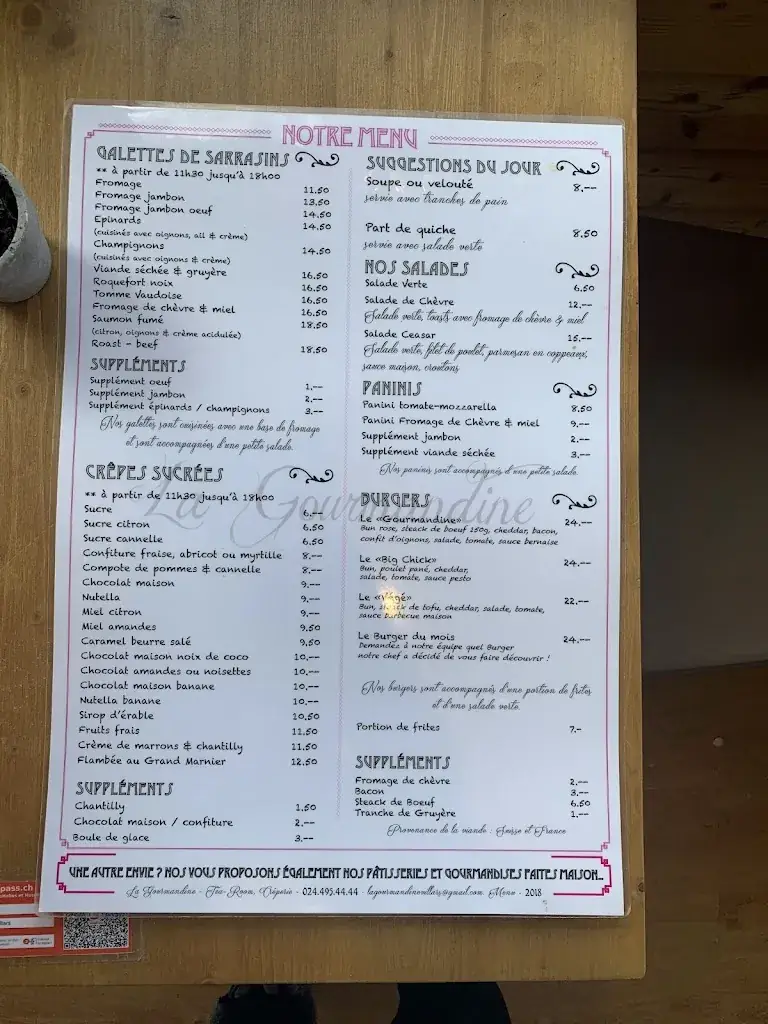 NOTRE MENU
GALETTES DE SARRASINS
** à partir de 11h30 jusqu'à 18h00
Fromage 11.50
Fromage jambon 13.50
Fromage jambon oeuf 14.50
Epinards 14.50
(cuisinés avec oignons, ail & crème)
Champignons 14.50
(cuisinés avec oignons & crème)
Viande séchée & gruyère 16.50
Roquefort noix 16.50
Tomme Vaudoise 16.50
Fromage de chèvre & miel 16.50
Saumon fumé 18.50
(citron, oignons & crème acidulée)
Roast - beef 18.50
SUPPLÉMENTS
Supplément oeuf 1.--
Supplément jambon 2.--
Supplément épinards / champignons 3.--
Nos galettes sont cuisinées avec une base de fromage
et sont accompagnées d'une petite salade.
CRÊPES SUCRÉES
** à partir de 11h30 jusqu'à 18h00
Sucre 6.--
Sucre citron 6.50
Sucre cannelle 6.50
Confiture fraise, abricot ou myrtille 8.--
Compote de pommes & cannelle 8.--
Chocolat maison 9.--
Nutella 9.--
Miel citron 9.--
Miel amandes 9.50
Caramel beurre salé 9.50
Chocolat maison noix de coco 10.--
Chocolat amandes ou noisettes 10.--
Chocolat maison banane 10.--
Nutella banane 10.--
Sirop d'érable 10.50
Fruits frais 11.50
Crème de marrons & chantilly 11.50
Flambée au Grand Marnier 12.50
SUPPLÉMENTS
Chantilly 1.50
Chocolat maison / confiture 2.--
Boule de glace 3.--
SUGGESTIONS DU JOUR
Soupe ou velouté 8.--
servie avec tranches de pain
Part de quiche 8.50
servie avec salade verte
NOS SALADES
Salade Verte 6.50
Salade de Chèvre 12.--
Salade verte, toasts avec fromage de chèvre & miel
Salade Ceasar 15.--
Salade verte, filet de poulet, parmesan en coppeaux,
sauce maison, croûtons
PANINIS
Panini tomate-mozzarella 8.50
Panini Fromage de Chèvre & miel 9.--
Supplément jambon 2.--
Supplément viande séchée 3.--
Nos paninis sont accompagnés d'une petite salade.
La Gourmandine
BURGERS
Le «Gourmandine» 24.--
Bun rose, steack de boeuf 150g, cheddar, bacon,
confit d'oignons, salade, tomate, sauce bernaise
Le «Big Chick» 24.--
Bun, poulet pané, cheddar,
salade, tomate, sauce pesto
Le «Végé» 22.--
Bun, steack de tofu, cheddar, salade, tomate,
sauce barbecue maison
Le Burger du mois 24.--
Demandez à notre équipe quel Burger
notre chef a décidé de vous faire découvrir !
Nos bergers sont accompagnés d'une portion de frites
et d'une salade verte.
Portion de frites 7.-
SUPPLÉMENTS
Fromage de chèvre 2.--
Bacon 3.--
Steack de Boeuf 6.50
Tranche de Gruyère 1.--
Provenance de la viande : Suisse et France
UNE AUTRE ENVIE ? NOS VOUS PROPOSONS ÉGALEMENT NOS PÂTISSERIES ET GOURMANDISES FAITES MAISON...
La Gourmandine - Tea-Room, Crêperie - 024.495.44.44 - lagourmandinevillars@gmail.com Menu - 2018
pass.ch